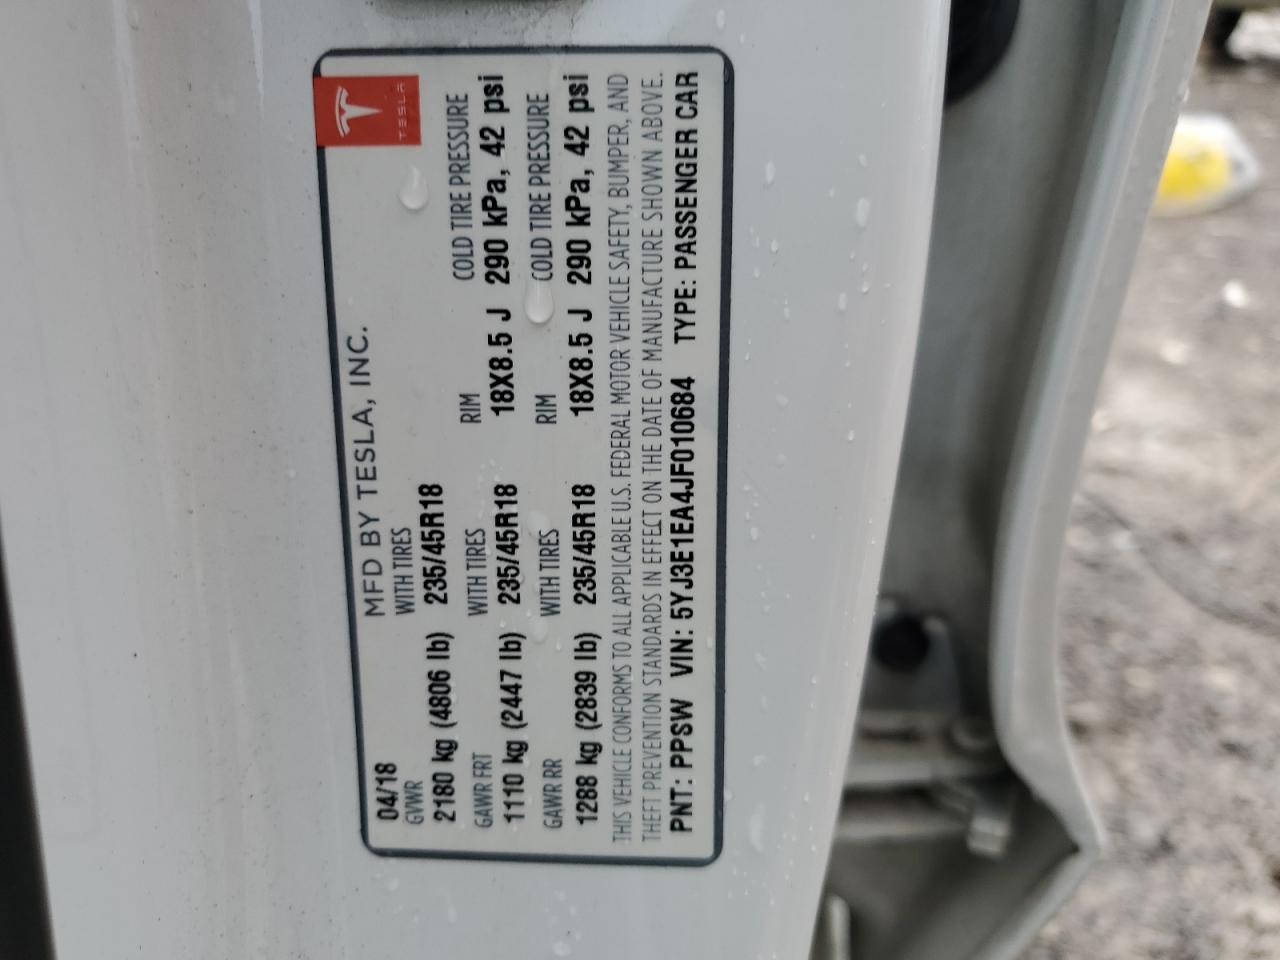 TESLA
MFD BY TESLA, INC.
04/18
GVWR WITH TIRES
2180 kg (4806 lb) 235/45R18
GAWR FRT WITH TIRES RIM COLD TIRE PRESSURE
1110 kg (2447 lb) 235/45R18 18X8.5 J 290 kPa, 42 psi
GAWR RR WITH TIRES RIM COLD TIRE PRESSURE
1288 kg (2839 lb) 235/45R18 18X8.5 J 290 kPa, 42 psi
THIS VEHICLE CONFORMS TO ALL APPLICABLE U.S. FEDERAL MOTOR VEHICLE SAFETY, BUMPER, AND
THEFT PREVENTION STANDARDS IN EFFECT ON THE DATE OF MANUFACTURE SHOWN ABOVE.
PNT: PPSW VIN: 5YJ3E1EA4JF010684 TYPE: PASSENGER CAR